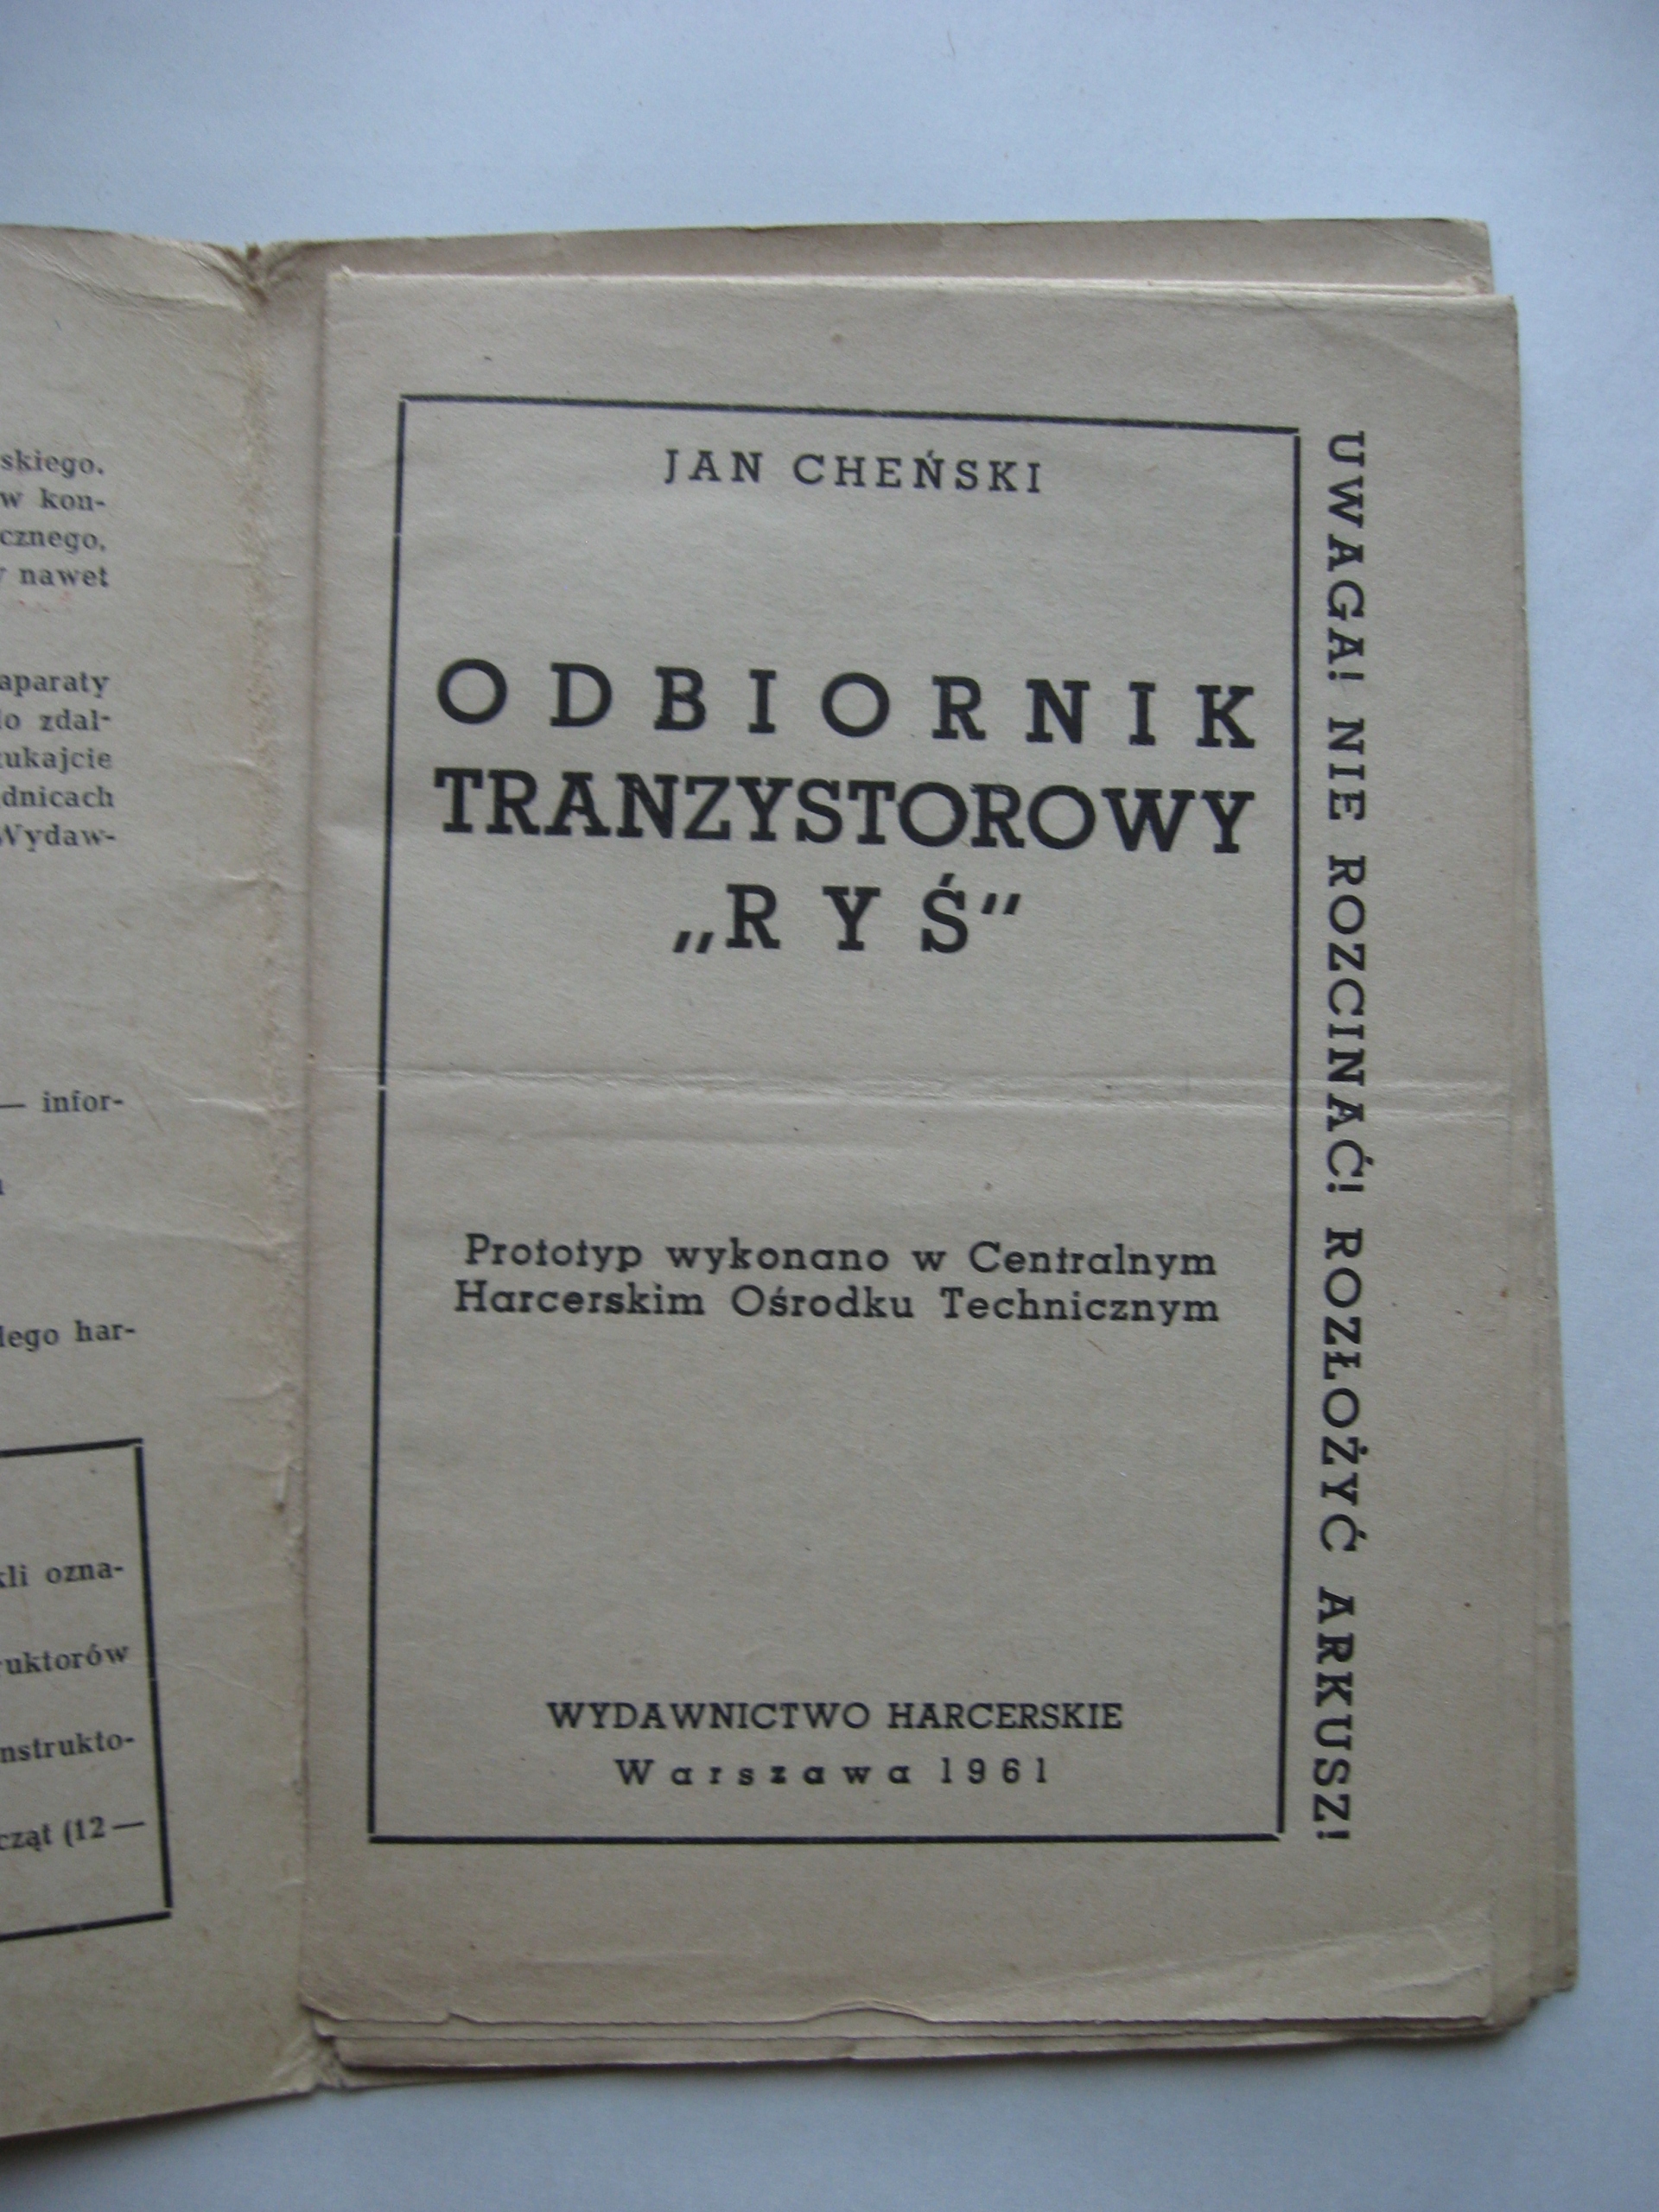 skiego.
w kon-
cznego,
nawet
aparaty
zdal-
ukajcie
dnicach
Wydaw-
— infor-
lego har-
kli ozna-
ruktorów
nstrukto-
cząt (12 —
JAN CHEŃSKI
ODBIORNIK
TRANZYSTOROWY
„RYŚ"
Prototyp wykonano w Centralnym
Harcerskim Ośrodku Technicznym
WYDAWNICTWO HARCERSKIE
Warszawa 1961
UWAGA! NIE ROZCINAĆ! ROZŁOŻYĆ ARKUSZ!